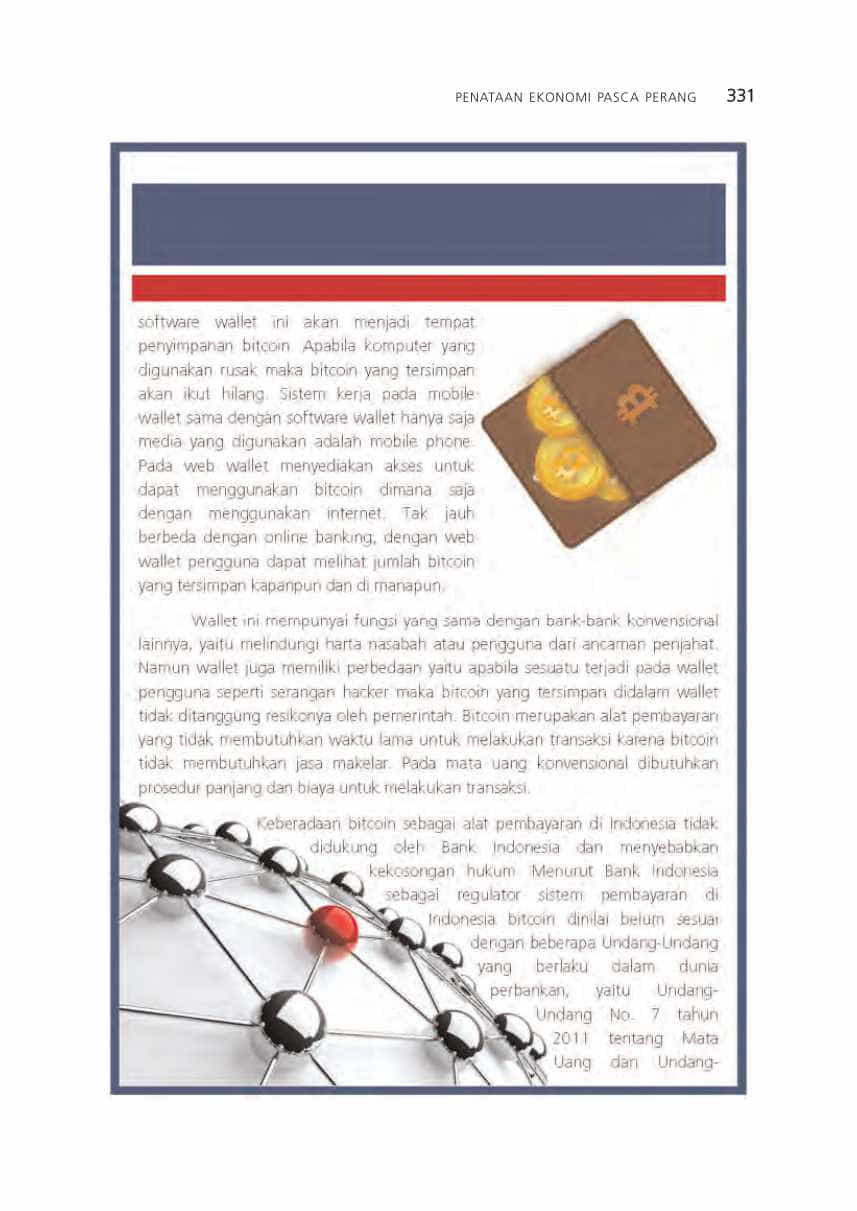 PENATAAN EKONOMI PASCA PERANG 331
software wallet ini akan menjadi tempat
penyimpanan bitcoin. Apabila komputer yang
digunakan rusak maka bitcoin yang tersimpan
akan ikut hilang. Sistem kerja pada mobile
wallet sama dengan software wallet hanya saja
media yang digunakan adalah mobile phone.
Pada web wallet menyediakan akses untuk
dapat menggunakan bitcoin dimana saja
dengan menggunakan internet. Tak jauh
berbeda dengan online banking, dengan web
wallet pengguna dapat melihat jumlah bitcoin
yang tersimpan kapanpun dan di manapun.
Wallet ini mempunyai fungsi yang sama dengan bank-bank konvensional
lainnya, yaitu melindungi harta nasabah atau pengguna dari ancaman penjahat.
Namun wallet juga memiliki perbedaan yaitu apabila sesuatu terjadi pada wallet
pengguna seperti serangan hacker maka bitcoin yang tersimpan didalam wallet
tidak ditanggung resikonya oleh pemerintah. Bitcoin merupakan alat pembayaran
yang tidak membutuhkan waktu lama untuk melakukan transaksi karena bitcoin
tidak membutuhkan jasa makelar. Pada mata uang konvensional dibutuhkan
prosedur panjang dan biaya untuk melakukan transaksi.
Keberadaan bitcoin sebagai alat pembayaran di Indonesia tidak
didukung oleh Bank Indonesia dan menyebabkan
kekosongan hukum. Menurut Bank Indonesia
sebagai regulator sistem pembayaran di
Indonesia bitcoin dinilai belum sesuai
dengan beberapa Undang-Undang
yang berlaku dalam dunia
perbankan, yaitu Undang-
Undang No. 7 tahun
2011 tentang Mata
Uang dan Undang-